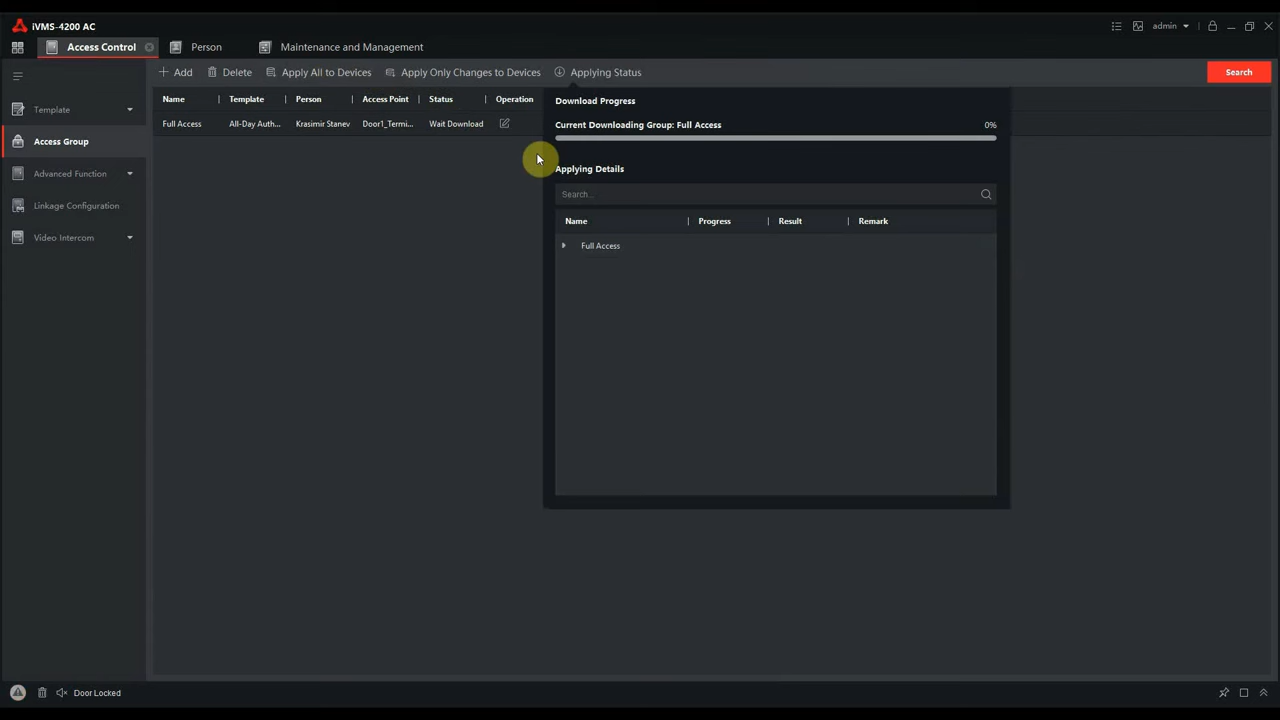 iVMS-4200 AC
admin
Access Control
Person
Maintenance and Management
Add
Delete
Apply All to Devices
Apply Only Changes to Devices
Applying Status
Search
Template
Access Group
Advanced Function
Linkage Configuration
Video Intercom
Name | Template | Person | Access Point | Status | Operation
Full Access All-Day Auth... Krasimir Stanev Door1_Termi... Wait Download
Download Progress
Current Downloading Group: Full Access 0%
Applying Details
Search...
Name | Progress | Result | Remark
Full Access
Door Locked